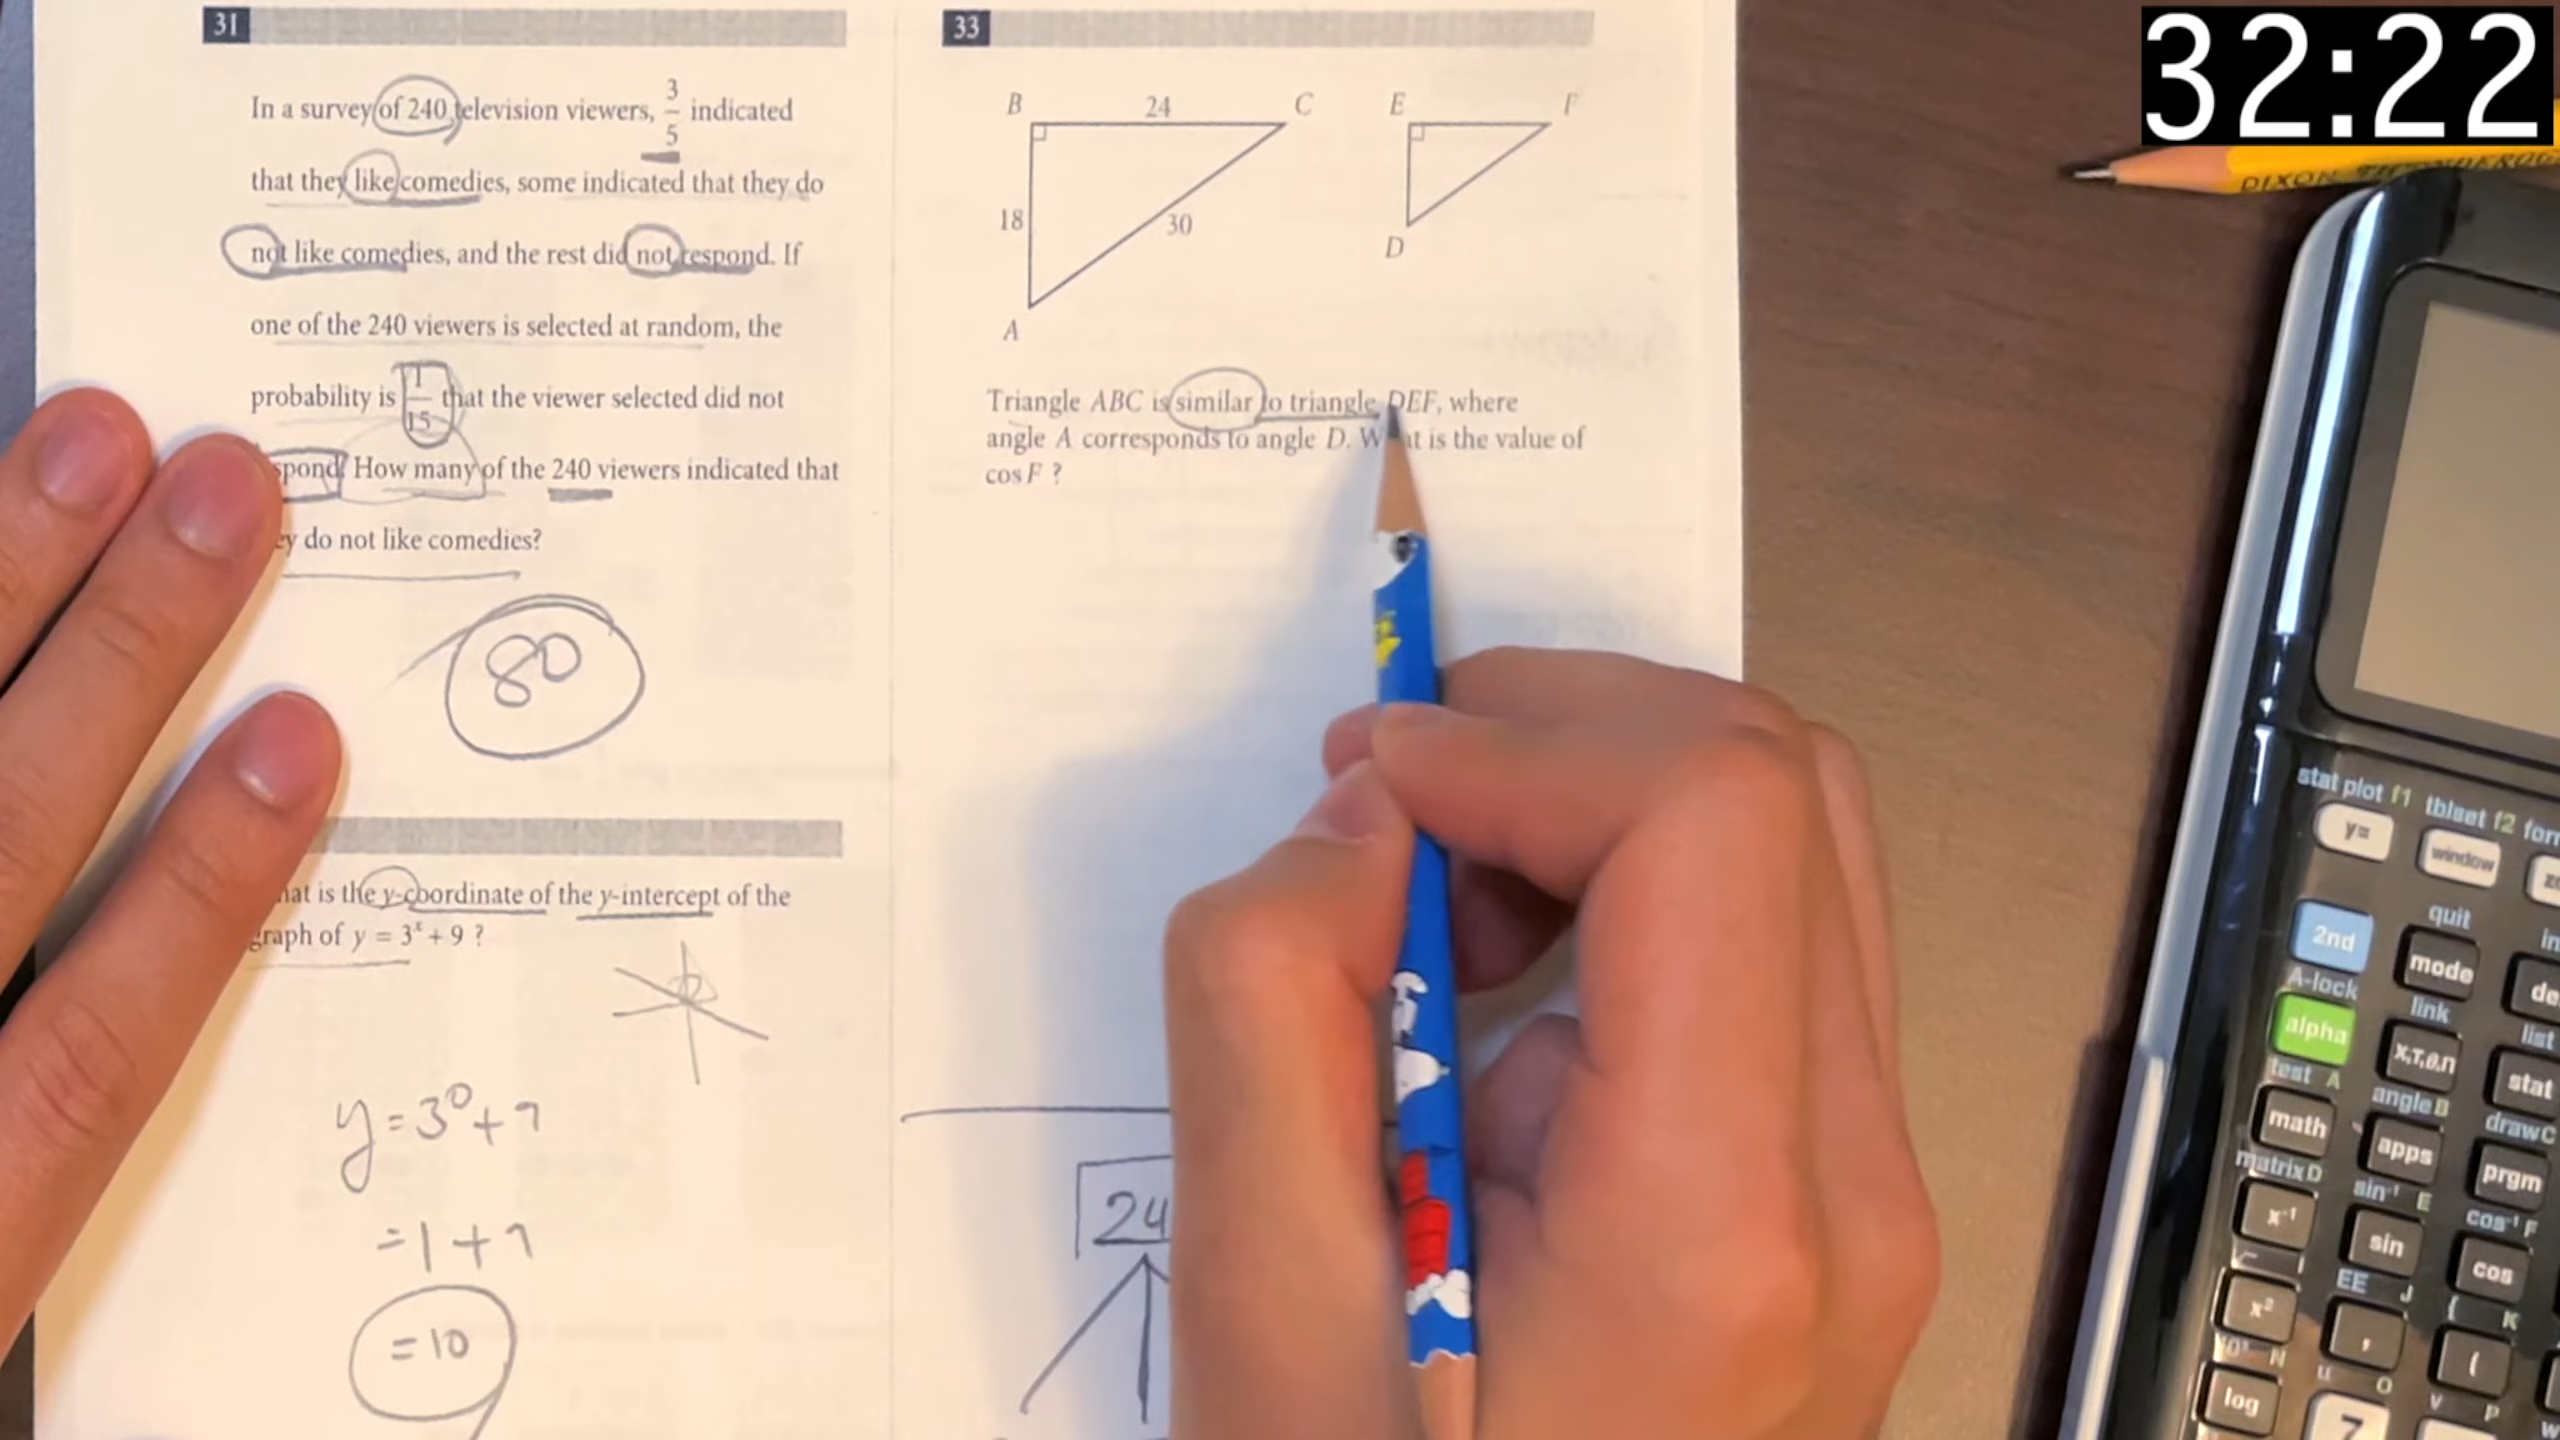 31
In a survey of 240 television viewers, 3/5 indicated
that they like comedies, some indicated that they do
not like comedies, and the rest did not respond. If
one of the 240 viewers is selected at random, the
probability is 1/15 that the viewer selected did not
spond. How many of the 240 viewers indicated that
ey do not like comedies?
80
hat is the y-coordinate of the y-intercept of the
graph of y = 3^x + 9 ?
y = 3^0 + 9
= 1 + 9
= 10
33
B 24 C
18
30
A
E F
D
Triangle ABC is similar to triangle DEF, where
angle A corresponds to angle D. What is the value of
cos F ?
24
32:22
DIXON TICONDEROGA
stat plot f1 tblset f2
y= window
quit
2nd mode
A-lock link list
alpha X,T,θ,n stat
test A angle B draw C
math apps prgm
matrix D sin⁻¹ E cos⁻¹ F
x⁻¹ sin cos
√ I EE J { K
x² , (
10ˣ N u O v P
log 7